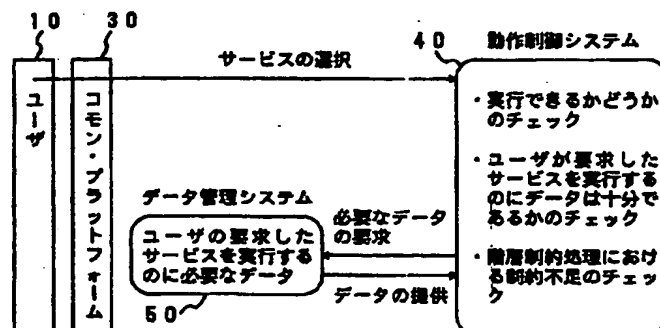 10
30
ユーザ
コモン・プラットフォーム
サービスの選択
40
動作制御システム
・実行できるかどうか
のチェック
・ユーザが要求した
サービスを実行する
のにデータは十分で
あるかのチェック
・階層制約処理におけ
る制約不足のチェッ
ク
データ管理システム
ユーザの要求した
サービスを実行する
のに必要なデータ
50
必要なデータ
の要求
データの提供